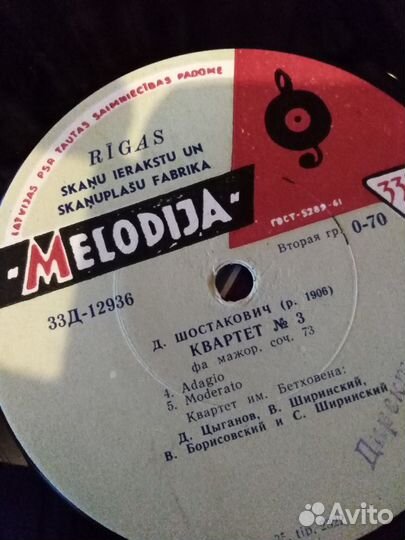 LATVIJAS PSR TAUTAS SAIMNIECĪBAS PADOME
RĪGAS
SKAŅU IERAKSTU UN
SKAŅUPLAŠU FABRIKA
-MELODIJA-
ГОСТ-5289-61
33
Вторая гр. 0-70
33Д-12936
Д. ШОСТАКОВИЧ (р. 1906)
КВАРТЕТ № 3
фа мажор, соч. 73
4. Adagio
5. Moderato
Квартет им. Бетховена:
Д. Цыганов, В. Ширинский,
В. Борисовский и С. Ширинский
tip.
Avito